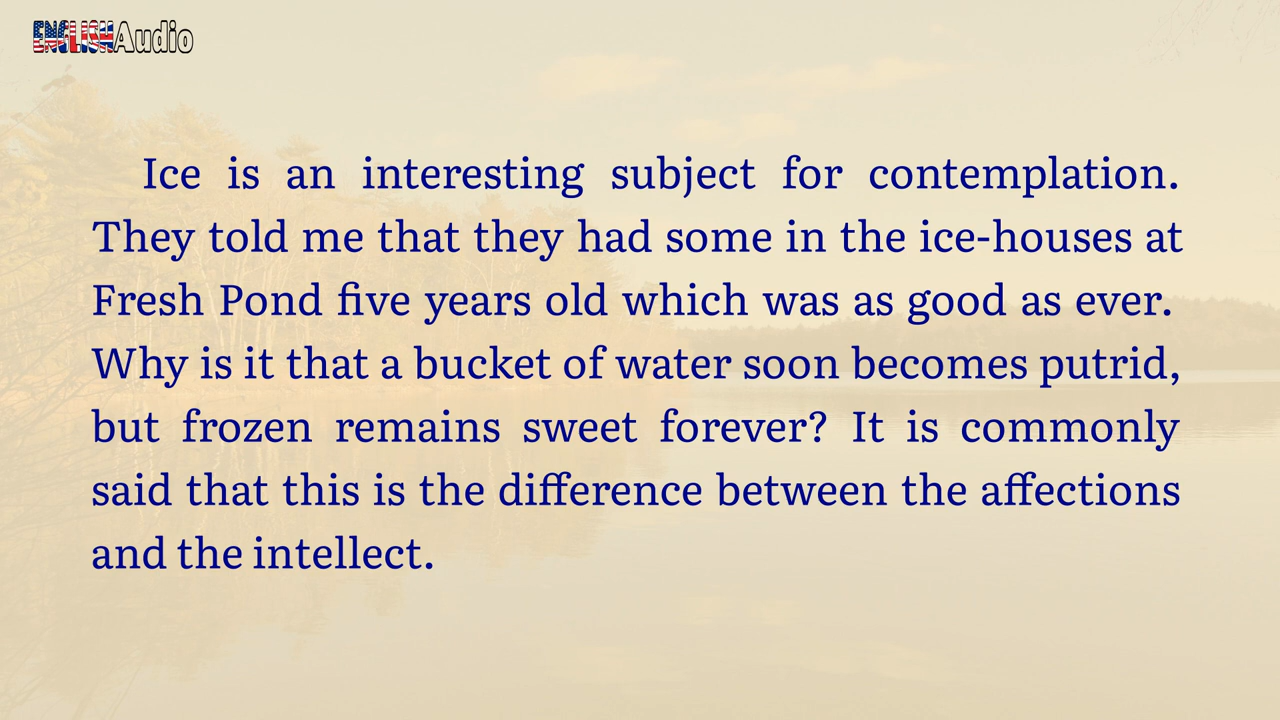 ENGLISHAudio
Ice is an interesting subject for contemplation.
They told me that they had some in the ice-houses at
Fresh Pond five years old which was as good as ever.
Why is it that a bucket of water soon becomes putrid,
but frozen remains sweet forever? It is commonly
said that this is the difference between the affections
and the intellect.